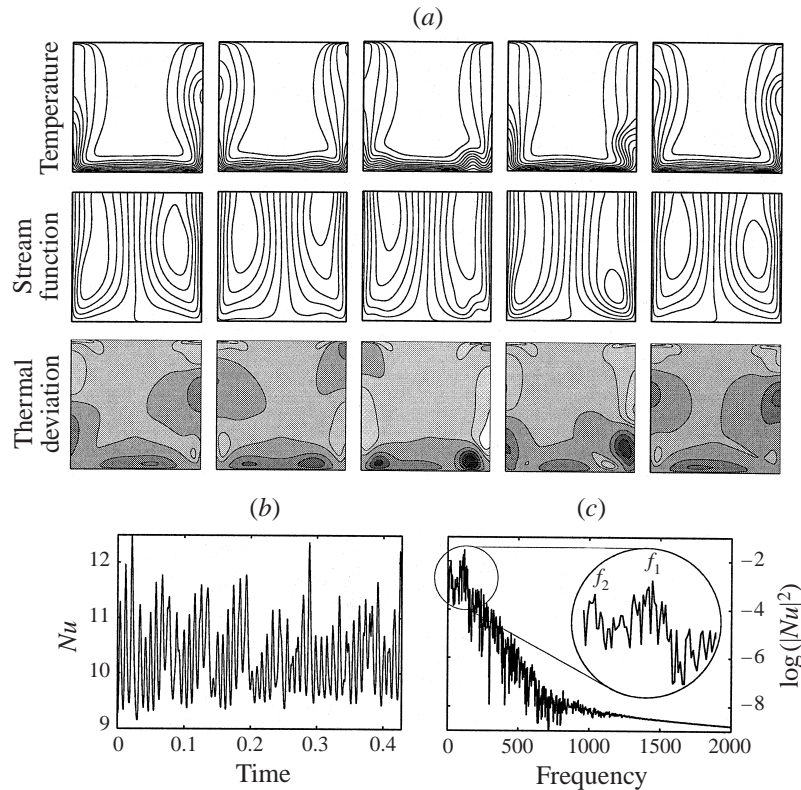 (a)
Temperature
Stream
function
Thermal
deviation
(b)
Nu
12
11
10
9
0
0.1
0.2
0.3
0.4
Time
(c)
f₂
f₁
−2
−4
−6
−8
log (|Nu|²)
0
500
1000
1500
2000
Frequency